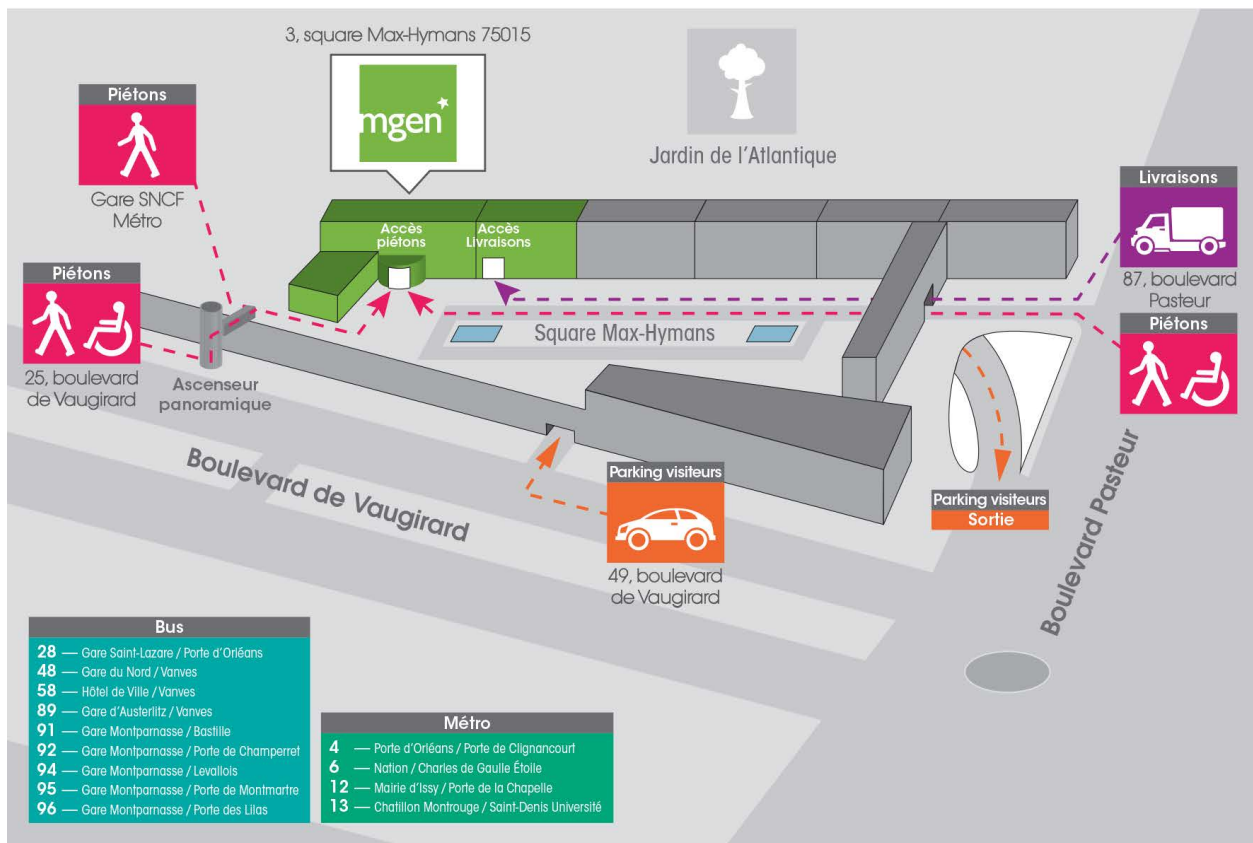 3, square Max-Hymans 75015
mgen
Jardin de l'Atlantique
Piétons
Gare SNCF
Métro
Livraisons
87, boulevard
Pasteur
Accès
piétons
Accès
Livraisons
Piétons
25, boulevard
de Vaugirard
Ascenseur
panoramique
Square Max-Hymans
Piétons
Boulevard de Vaugirard
Parking visiteurs
49, boulevard
de Vaugirard
Parking visiteurs
Sortie
Boulevard Pasteur
Bus
28 — Gare Saint-Lazare / Porte d'Orléans
48 — Gare du Nord / Vanves
58 — Hôtel de Ville / Vanves
89 — Gare d'Austerlitz / Vanves
91 — Gare Montparnasse / Bastille
92 — Gare Montparnasse / Porte de Champerret
94 — Gare Montparnasse / Levallois
95 — Gare Montparnasse / Porte de Montmartre
96 — Gare Montparnasse / Porte des Lilas
Métro
4 — Porte d'Orléans / Porte de Clignancourt
6 — Nation / Charles de Gaulle Étoile
12 — Mairie d'Issy / Porte de la Chapelle
13 — Chatillon Montrouge / Saint-Denis Université